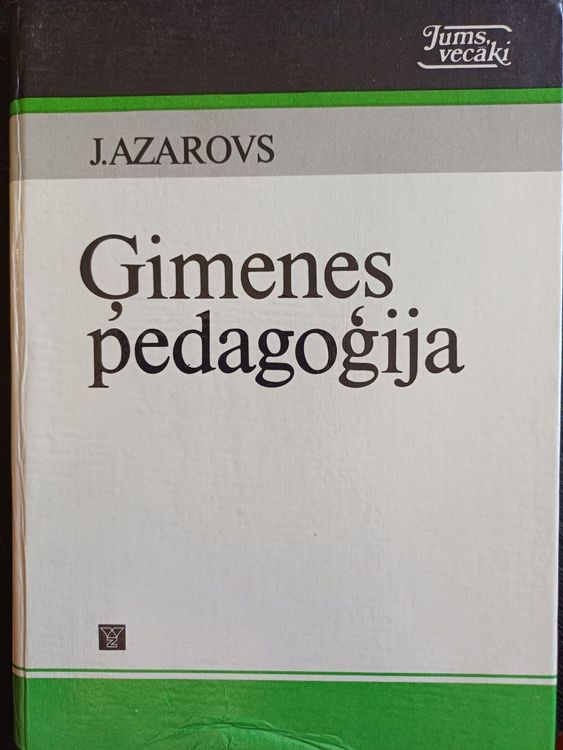 Jums,
vecāki
J.AZAROVS
Ģimenes
pedagoģija